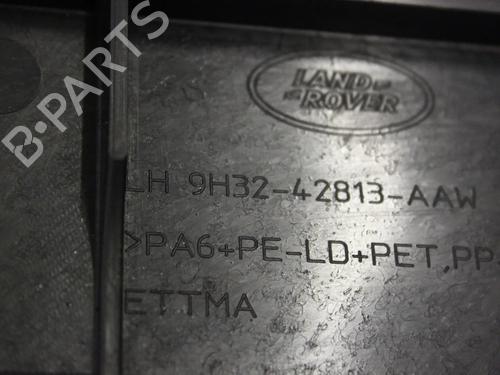 B-PARTS
LAND
ROVER
LH 9H32-42813-AAW
>PA6+PE-LD+PET,PP
ETTMA